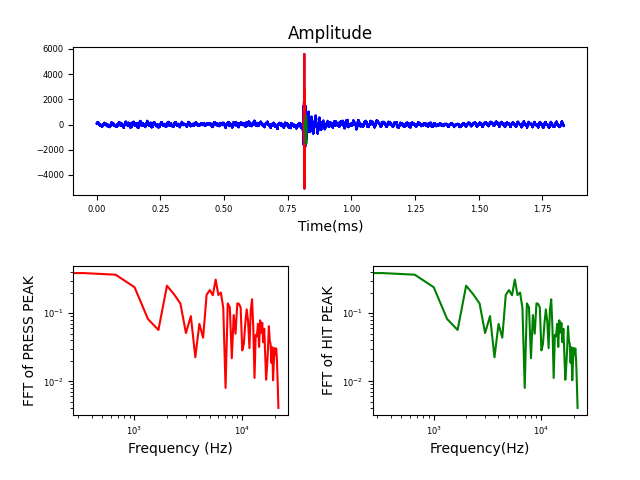 Amplitude
6000
4000
2000
0
−2000
−4000
0.00 0.25 0.50 0.75 1.00 1.25 1.50 1.75
Time(ms)
FFT of PRESS PEAK
10⁻¹
10⁻²
10³ 10⁴
Frequency (Hz)
FFT of HIT PEAK
10⁻¹
10⁻²
10³ 10⁴
Frequency(Hz)